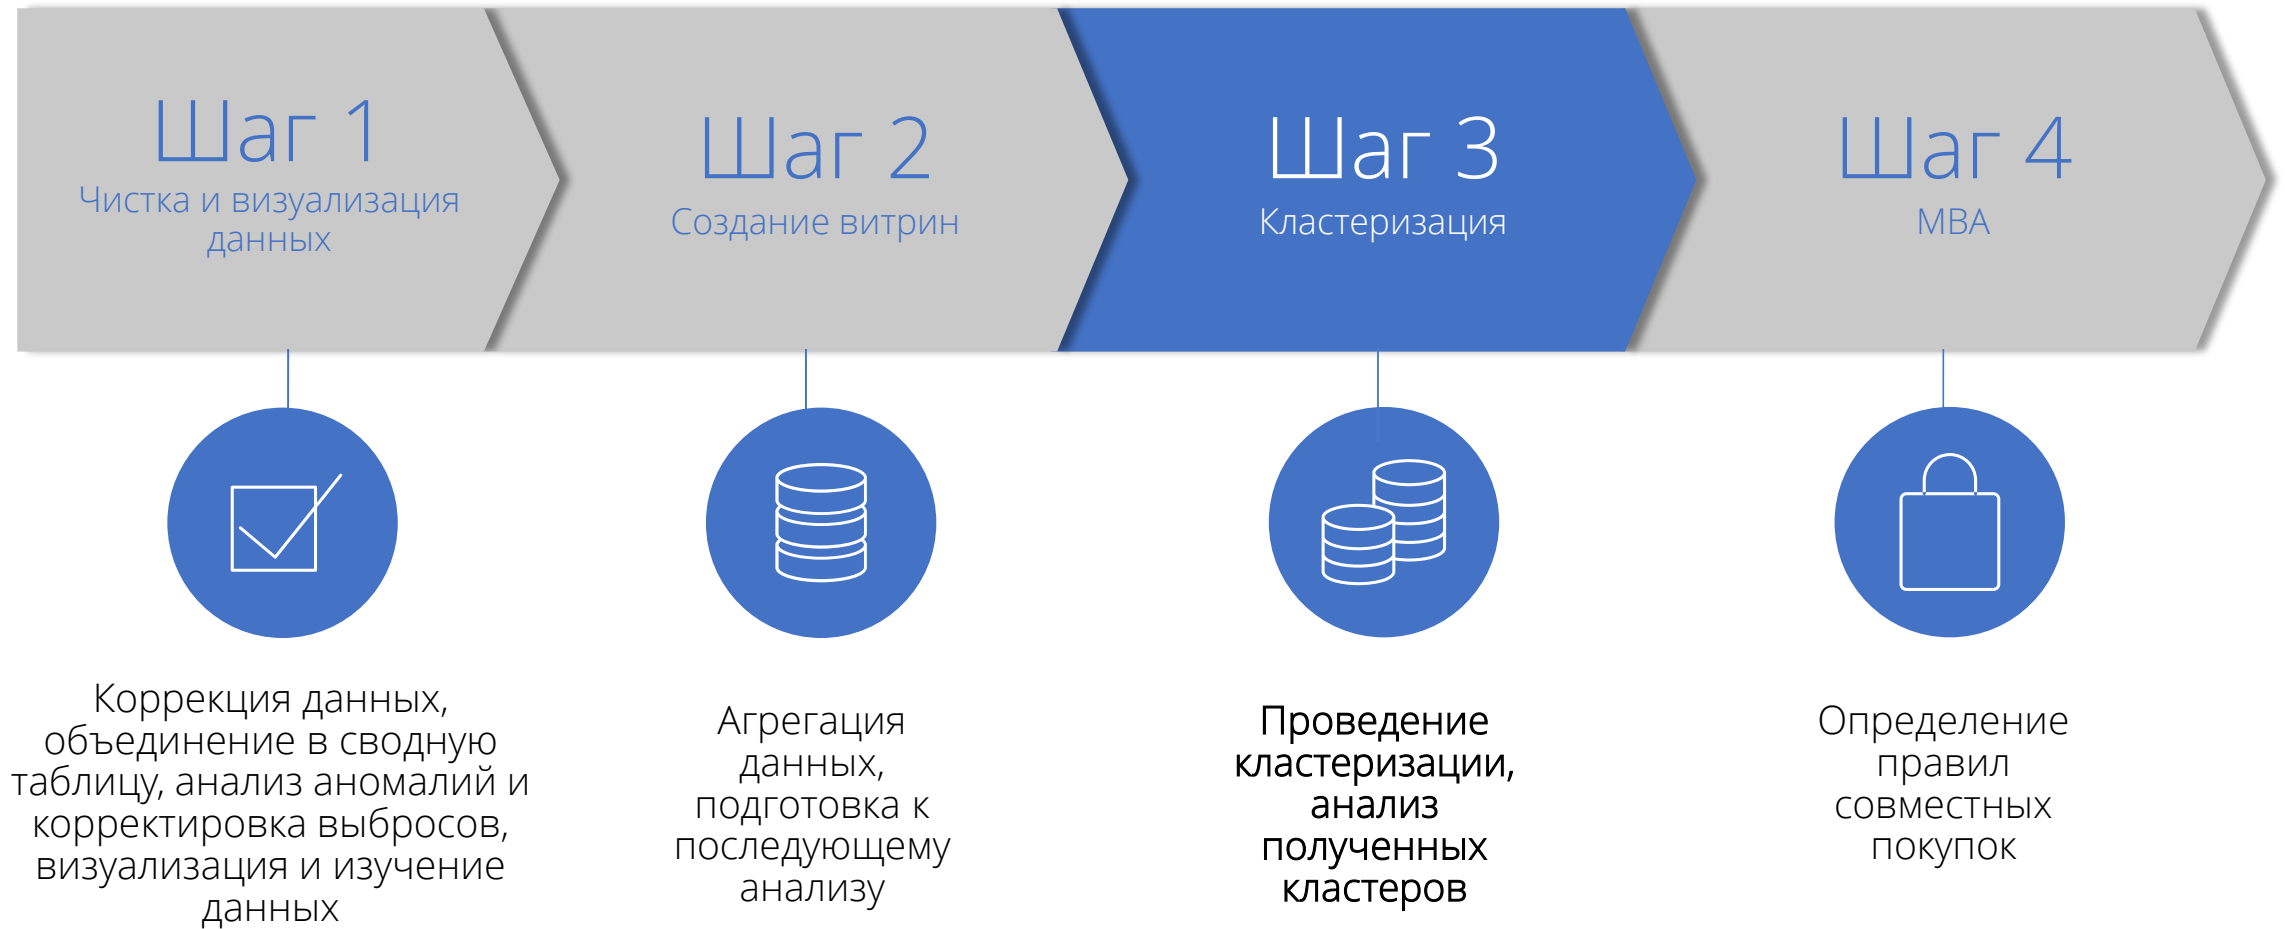 Шаг 1
Чистка и визуализация
данных
Шаг 2
Создание витрин
Шаг 3
Кластеризация
Шаг 4
МВА
Коррекция данных,
объединение в сводную
таблицу, анализ аномалий и
корректировка выбросов,
визуализация и изучение
данных
Агрегация
данных,
подготовка к
последующему
анализу
Проведение
кластеризации,
анализ
полученных
кластеров
Определение
правил
совместных
покупок